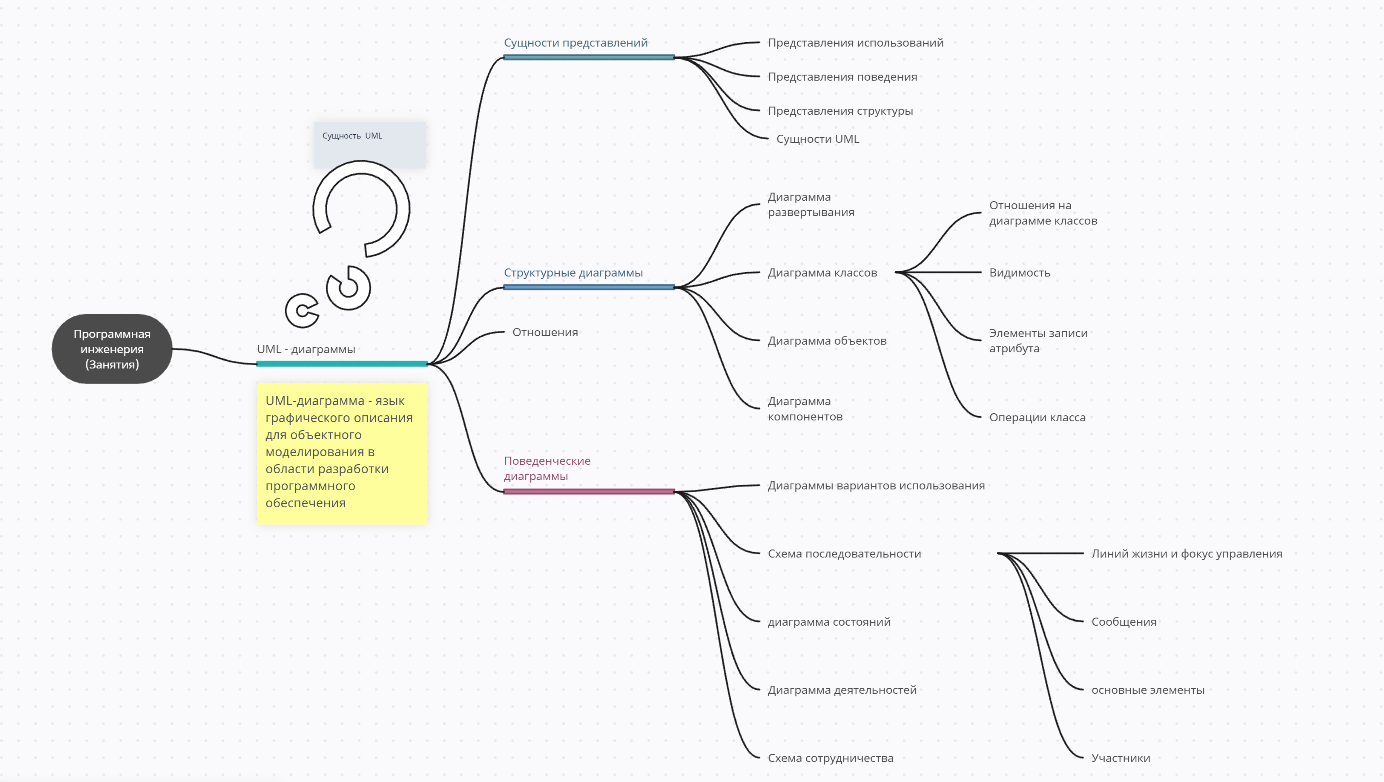 Программная
инженерия
(Занятия)
UML - диаграммы
Сущность UML
UML-диаграмма - язык
графического описания
для объектного
моделирования в
области разработки
программного
обеспечения
Сущности представлений
Представления использований
Представления поведения
Представления структуры
Сущности UML
Структурные диаграммы
Диаграмма
развертывания
Диаграмма классов
Отношения на
диаграмме классов
Видимость
Элементы записи
атрибута
Операции класса
Диаграмма объектов
Диаграмма
компонентов
Отношения
Поведенческие
диаграммы
Диаграммы вариантов использования
Схема последовательности
Линий жизни и фокус управления
Сообщения
основные элементы
Участники
диаграмма состояний
Диаграмма деятельностей
Схема сотрудничества